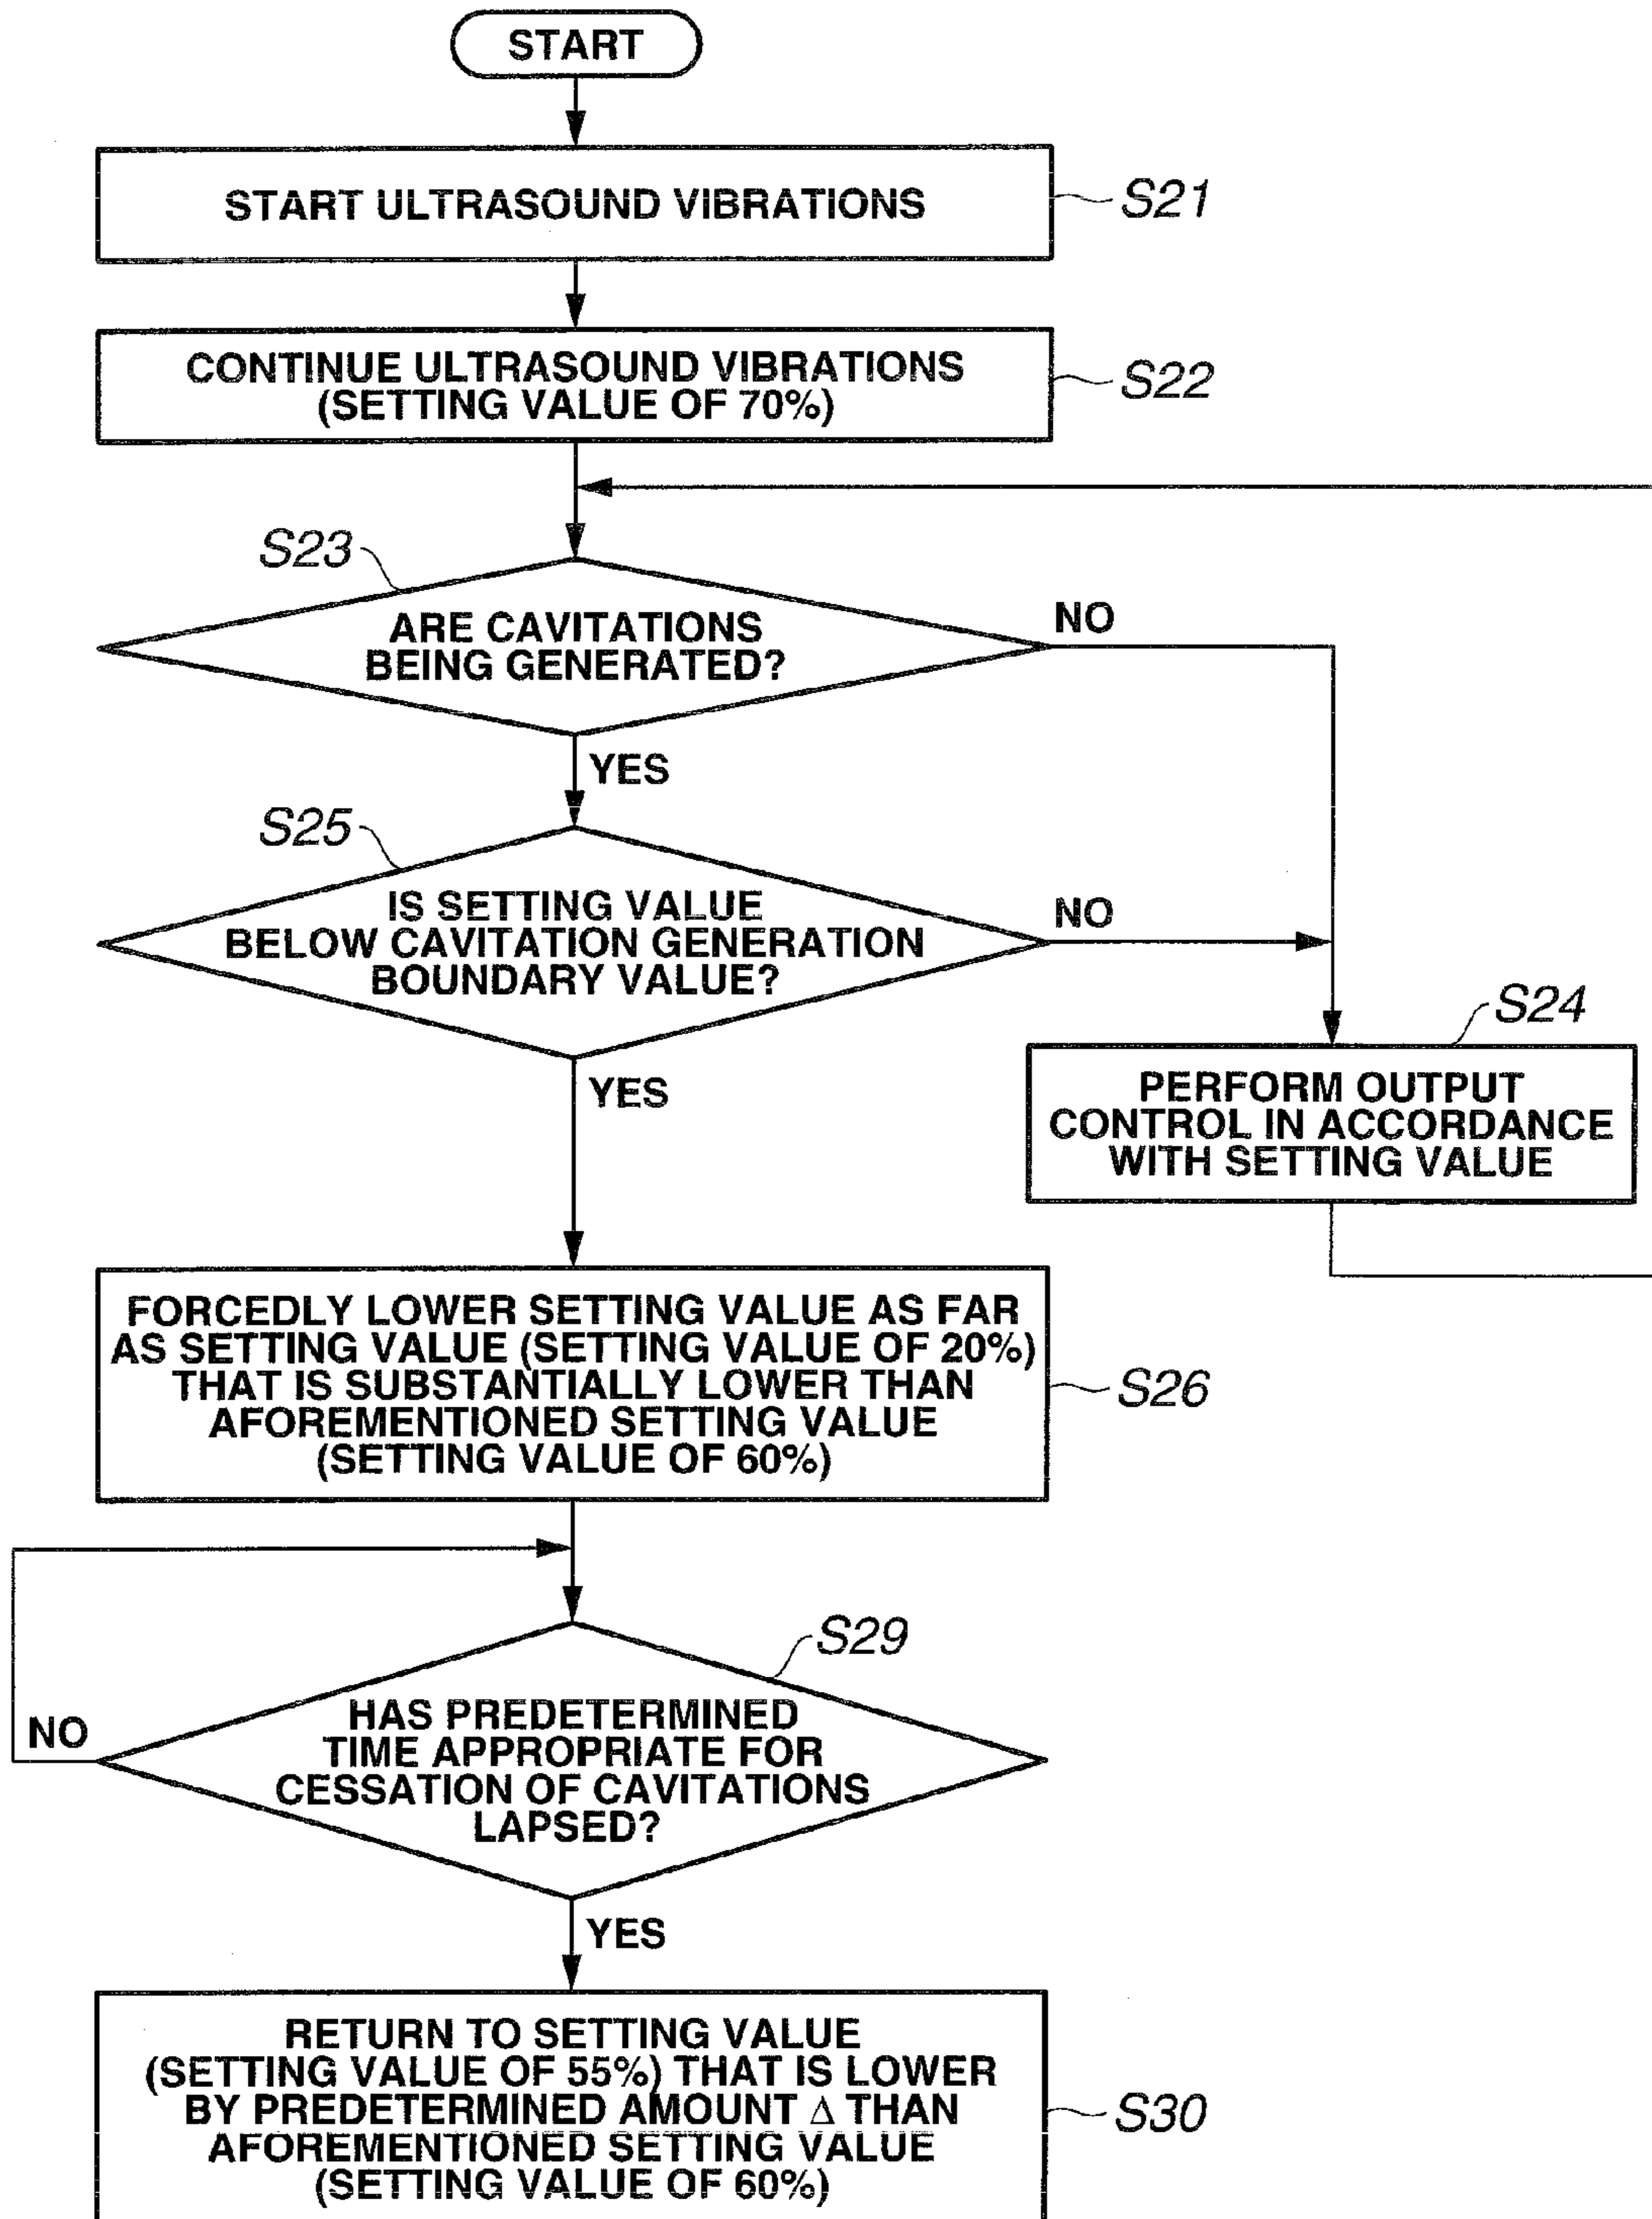 START
START ULTRASOUND VIBRATIONS
S21
CONTINUE ULTRASOUND VIBRATIONS
(SETTING VALUE OF 70%)
S22
S23
ARE CAVITATIONS
BEING GENERATED?
NO
YES
S25
IS SETTING VALUE
BELOW CAVITATION GENERATION
BOUNDARY VALUE?
NO
YES
S24
PERFORM OUTPUT
CONTROL IN ACCORDANCE
WITH SETTING VALUE
FORCEDLY LOWER SETTING VALUE AS FAR
AS SETTING VALUE (SETTING VALUE OF 20%)
THAT IS SUBSTANTIALLY LOWER THAN
AFOREMENTIONED SETTING VALUE
(SETTING VALUE OF 60%)
S26
S29
HAS PREDETERMINED
TIME APPROPRIATE FOR
CESSATION OF CAVITATIONS
LAPSED?
NO
YES
RETURN TO SETTING VALUE
(SETTING VALUE OF 55%) THAT IS LOWER
BY PREDETERMINED AMOUNT Δ THAN
AFOREMENTIONED SETTING VALUE
(SETTING VALUE OF 60%)
S30